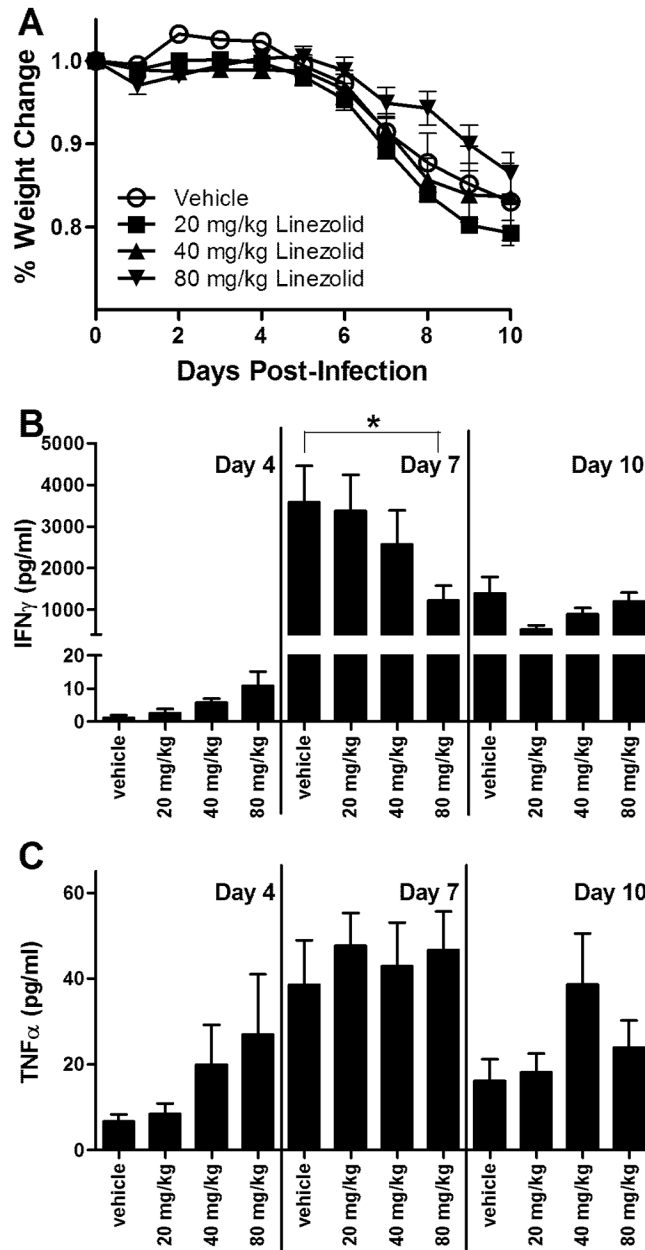 A
% Weight Change
1.0
0.9
0.8
Vehicle
20 mg/kg Linezolid
40 mg/kg Linezolid
80 mg/kg Linezolid
0 2 4 6 8 10
Days Post-Infection
B
*
Day 4 Day 7 Day 10
IFNγ (pg/ml)
5000
4000
3000
2000
1000
20
10
0
vehicle 20 mg/kg 40 mg/kg 80 mg/kg vehicle 20 mg/kg 40 mg/kg 80 mg/kg vehicle 20 mg/kg 40 mg/kg 80 mg/kg
C
Day 4 Day 7 Day 10
TNFα (pg/ml)
60
40
20
0
vehicle 20 mg/kg 40 mg/kg 80 mg/kg vehicle 20 mg/kg 40 mg/kg 80 mg/kg vehicle 20 mg/kg 40 mg/kg 80 mg/kg